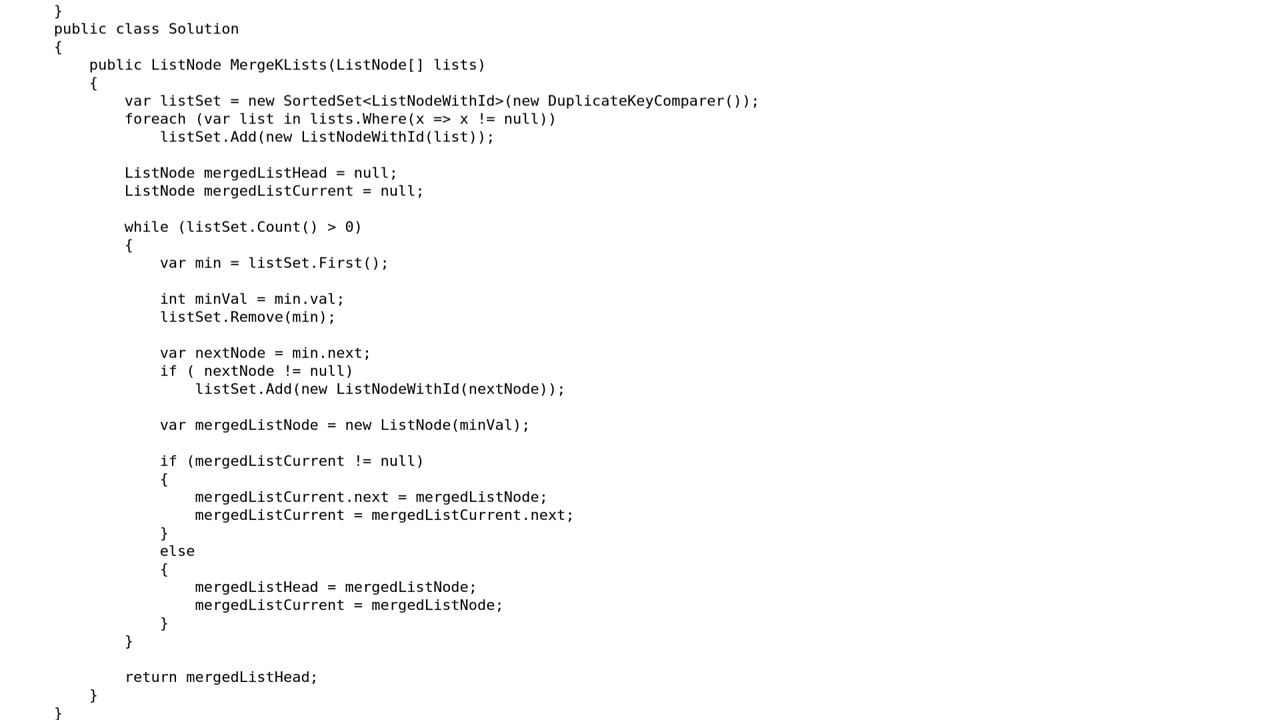 }
public class Solution
{
    public ListNode MergeKLists(ListNode[] lists)
    {
        var listSet = new SortedSet<ListNodeWithId>(new DuplicateKeyComparer());
        foreach (var list in lists.Where(x => x != null))
            listSet.Add(new ListNodeWithId(list));

        ListNode mergedListHead = null;
        ListNode mergedListCurrent = null;

        while (listSet.Count() > 0)
        {
            var min = listSet.First();

            int minVal = min.val;
            listSet.Remove(min);

            var nextNode = min.next;
            if ( nextNode != null)
                listSet.Add(new ListNodeWithId(nextNode));

            var mergedListNode = new ListNode(minVal);

            if (mergedListCurrent != null)
            {
                mergedListCurrent.next = mergedListNode;
                mergedListCurrent = mergedListCurrent.next;
            }
            else
            {
                mergedListHead = mergedListNode;
                mergedListCurrent = mergedListNode;
            }
        }

        return mergedListHead;
    }
}